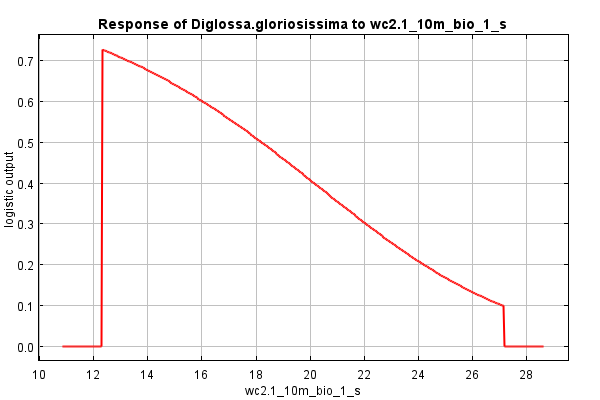 Response of Diglossa.gloriosissima to wc2.1_10m_bio_1_s
logistic output
0.7
0.6
0.5
0.4
0.3
0.2
0.1
0.0
10 12 14 16 18 20 22 24 26 28
wc2.1_10m_bio_1_s